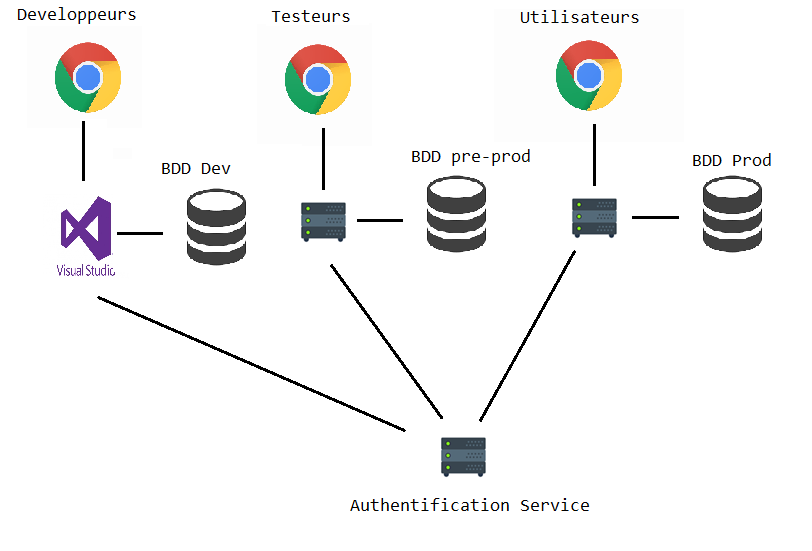 Developpeurs
Testeurs
Utilisateurs
BDD Dev
BDD pre-prod
BDD Prod
Visual Studio
Authentification Service